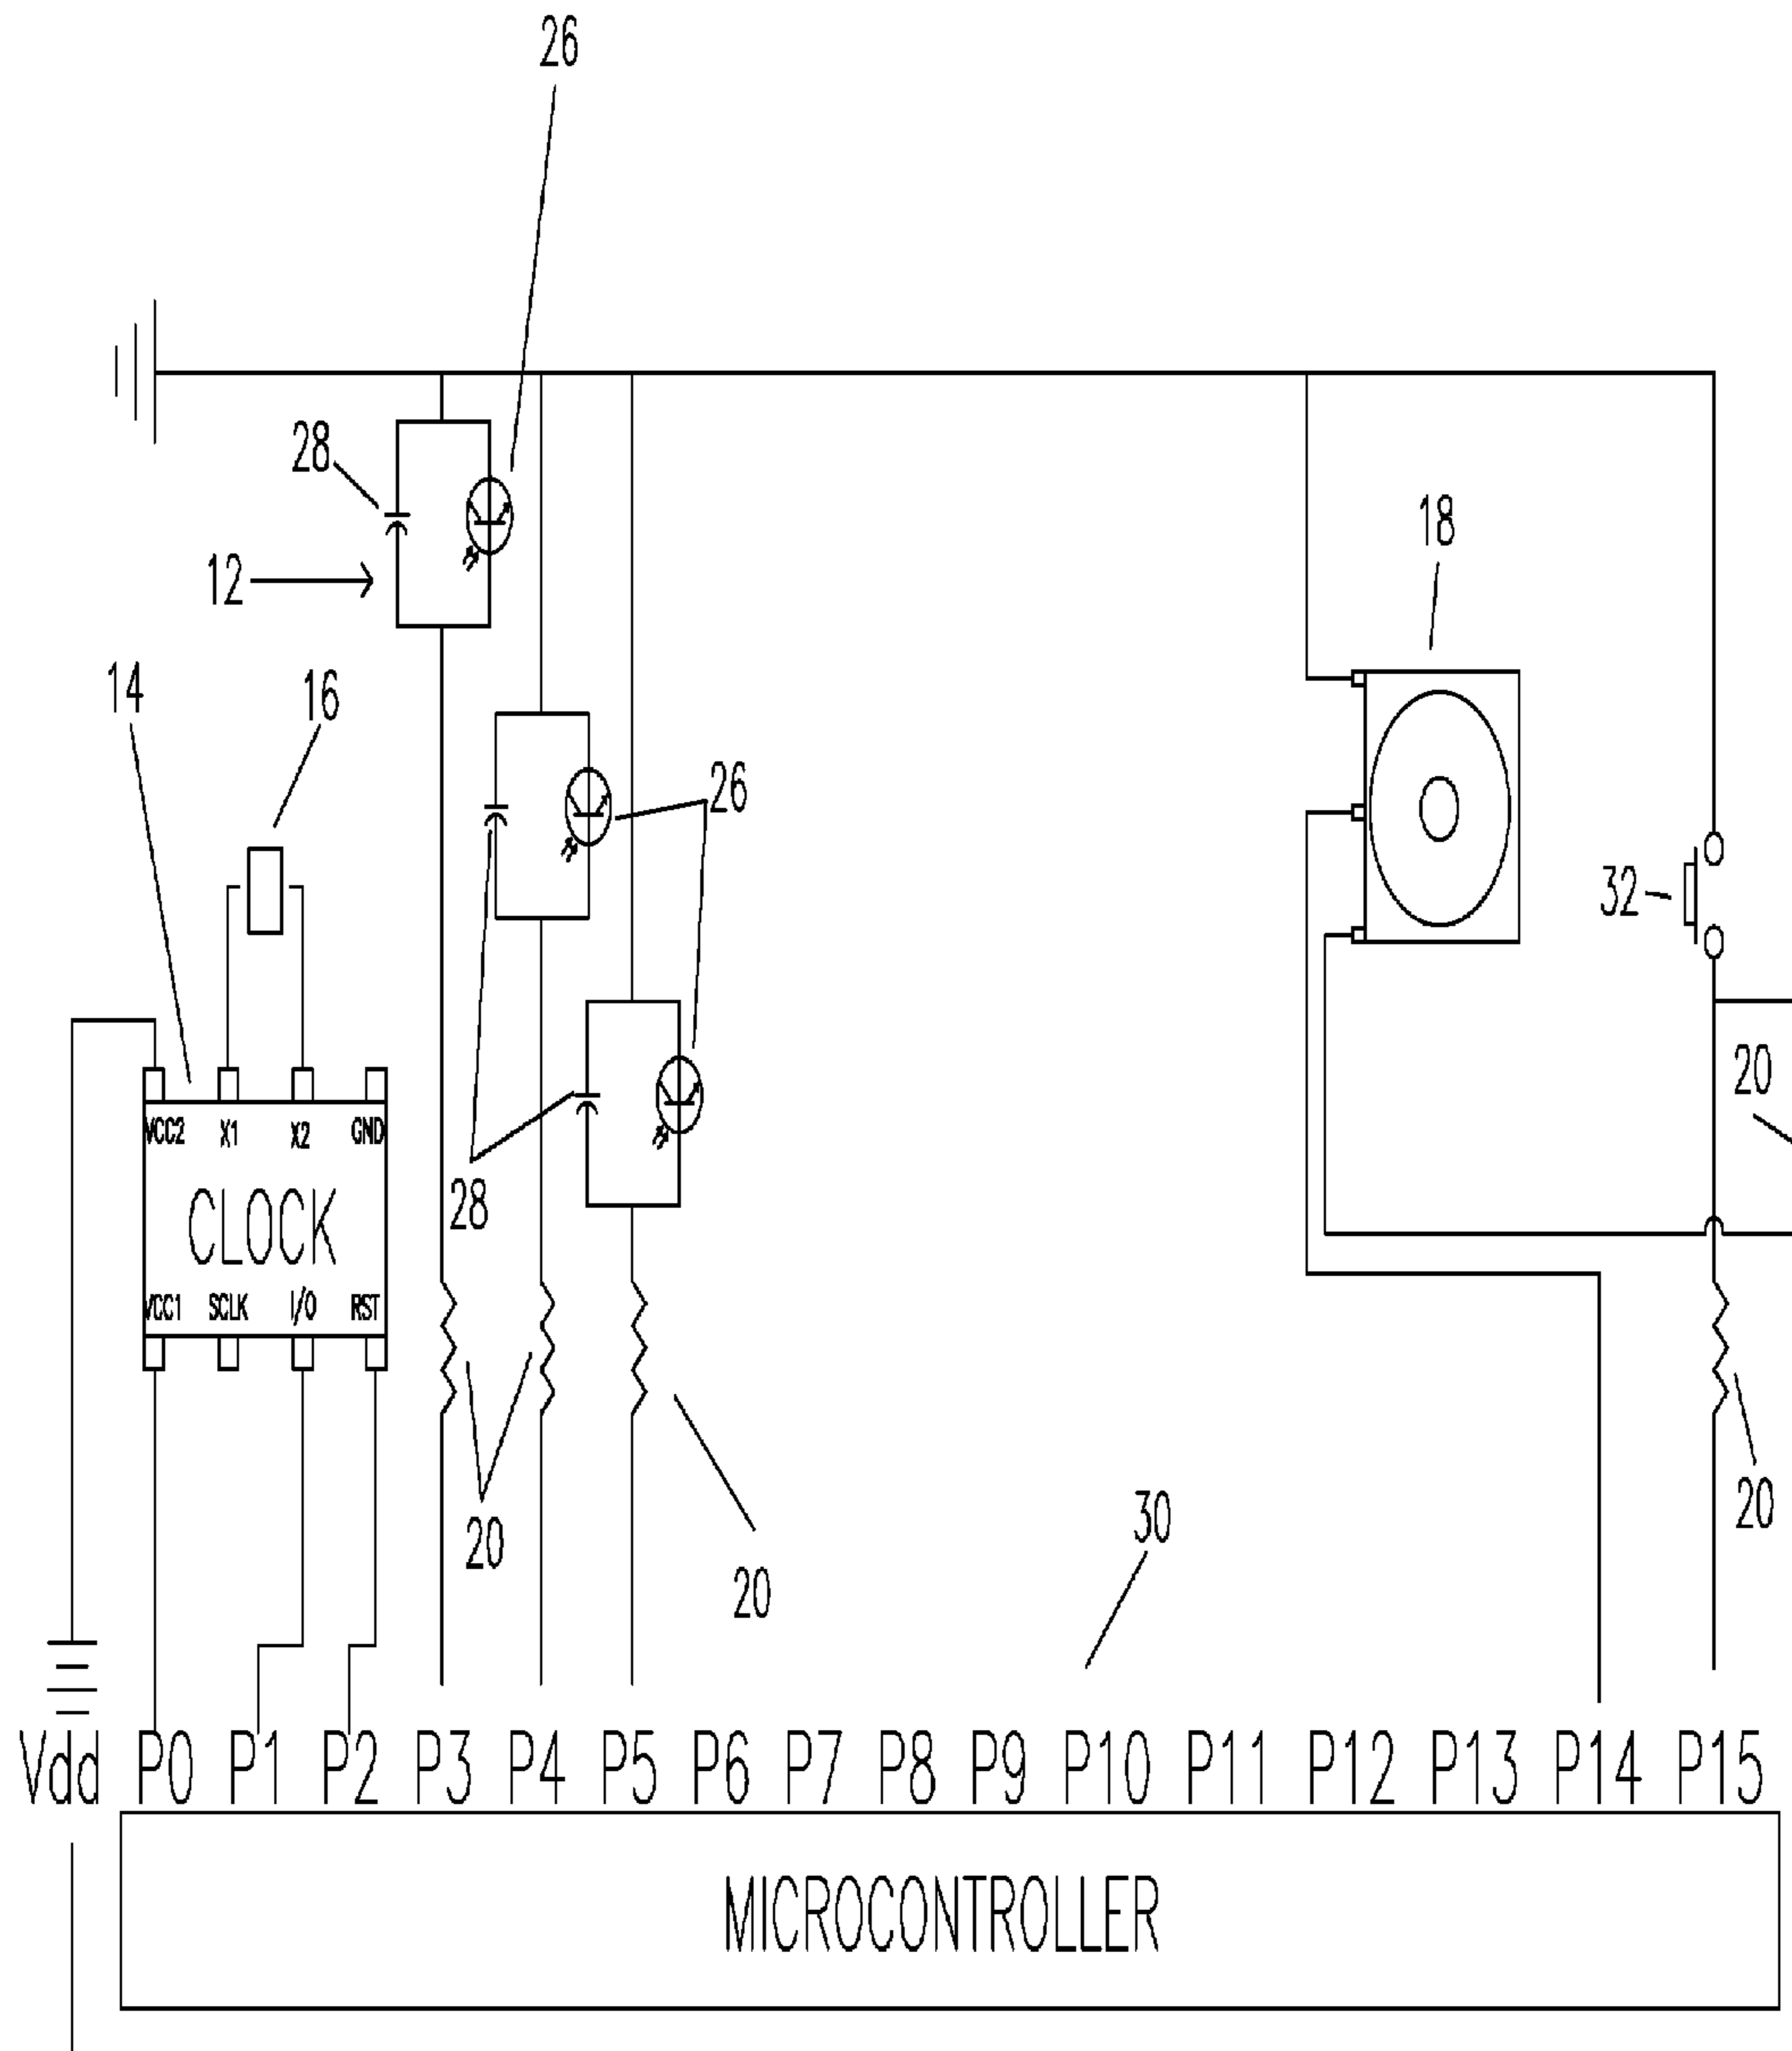 26
28
18
12
14
16
26
32
20
VCC2 X1 X2 GND
CLOCK
28
VCC1 SCLK I/O RST
20
30
20
20
Vdd P0 P1 P2 P3 P4 P5 P6 P7 P8 P9 P10 P11 P12 P13 P14 P15
MICROCONTROLLER